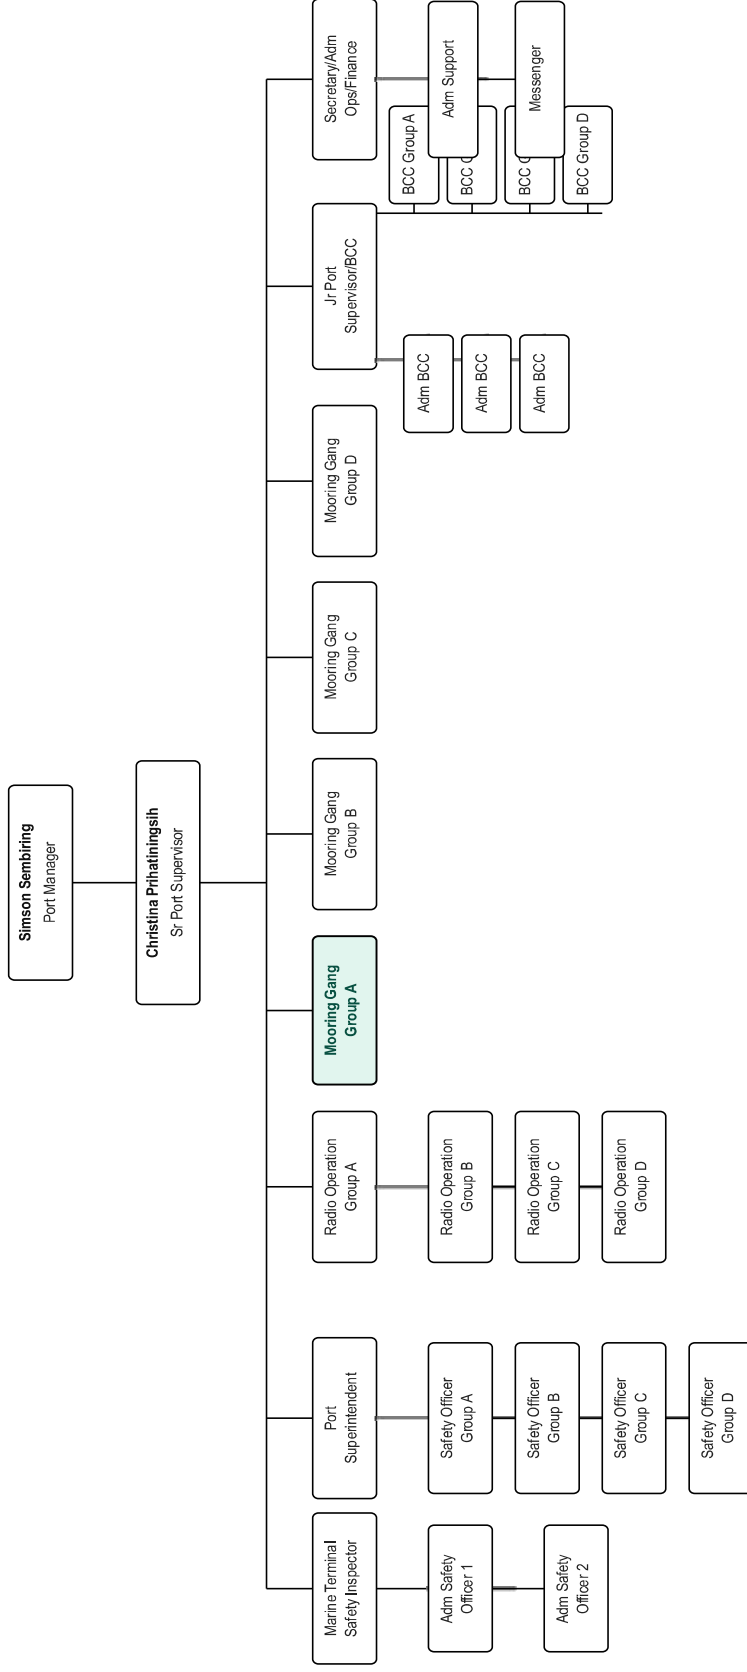 Simson Sembiring
Port Manager
Christina Prihatiningsih
Sr Port Supervisor
Marine Terminal
Safety Inspector
Port
Superintendent
Radio Operation
Group A
Mooring Gang
Group A
Mooring Gang
Group B
Mooring Gang
Group C
Mooring Gang
Group D
Jr Port
Supervisor/BCC
Secretary/Adm
Ops/Finance
Adm Safety
Officer 1
Adm Safety
Officer 2
Safety Officer
Group A
Safety Officer
Group B
Safety Officer
Group C
Safety Officer
Group D
Radio Operation
Group B
Radio Operation
Group C
Radio Operation
Group D
Adm BCC
Adm BCC
Adm BCC
BCC Group A
BCC
BCC
BCC Group D
Adm Support
Messenger